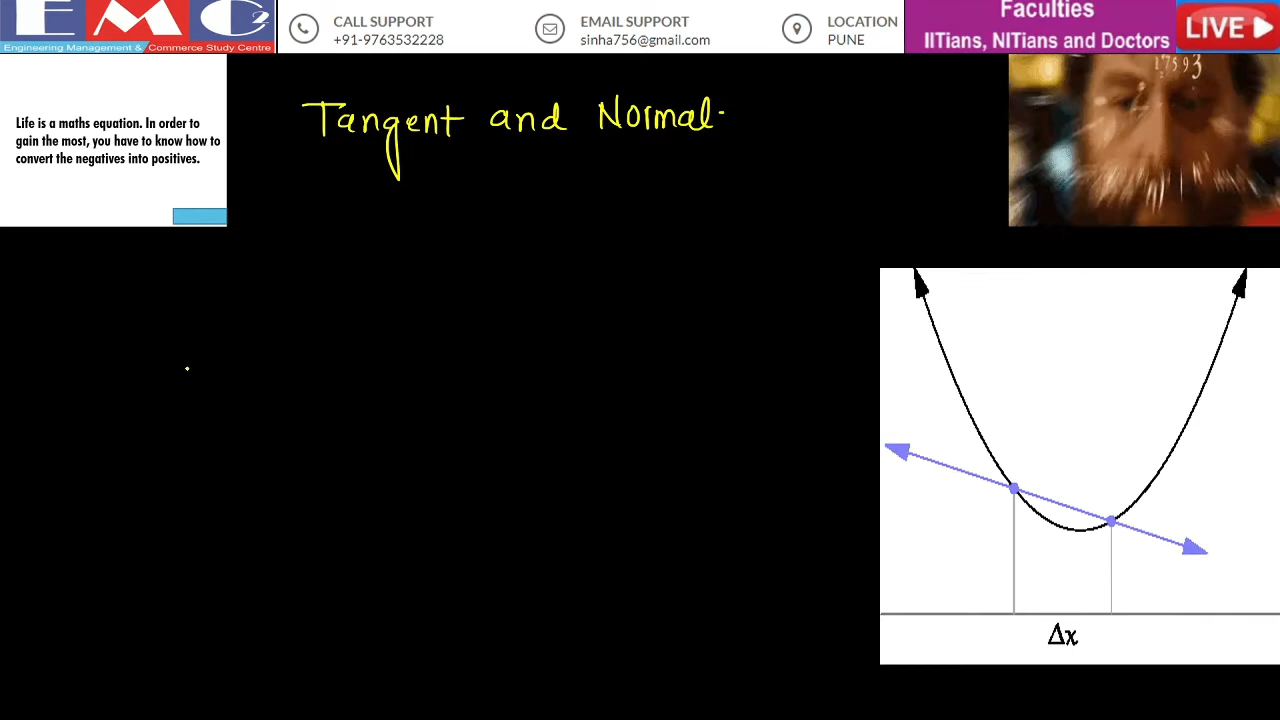 EMC2
Engineering Management & Commerce Study Centre
CALL SUPPORT
+91-9763532228
EMAIL SUPPORT
sinha756@gmail.com
LOCATION
PUNE
Faculties
IITians, NITians and Doctors
LIVE
Life is a maths equation. In order to
gain the most, you have to know how to
convert the negatives into positives.
Tangent and Normal-
Δx